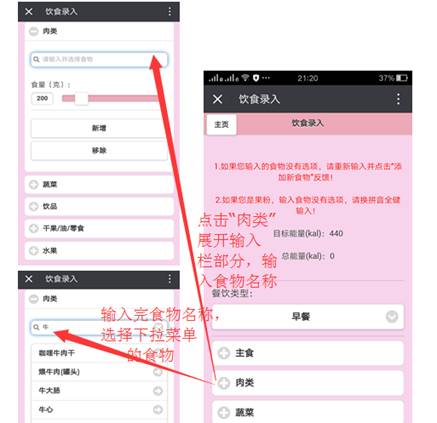 饮食录入
肉类
请输入并选择食物
食量（克）：
200
新增
移除
蔬菜
饮品
干果/油/零食
水果
饮食录入
肉类
牛
咖喱牛肉干
煨牛肉(罐头)
牛大肠
牛心
21:20
37%
饮食录入
主页
饮食录入
1.如果您输入的食物没有选项，请重新输入并点击"添
加新食物"反馈！
2.如果您是果粉，输入食物没有选项，请换拼音全键
输入！
目标能量(kal)：440
总能量(kal)：0
餐饮类型：
早餐
主食
肉类
蔬菜
点击“肉类”
展开输入
栏部分，输
入食物名称
输入完食物名称，
选择下拉菜单
的食物